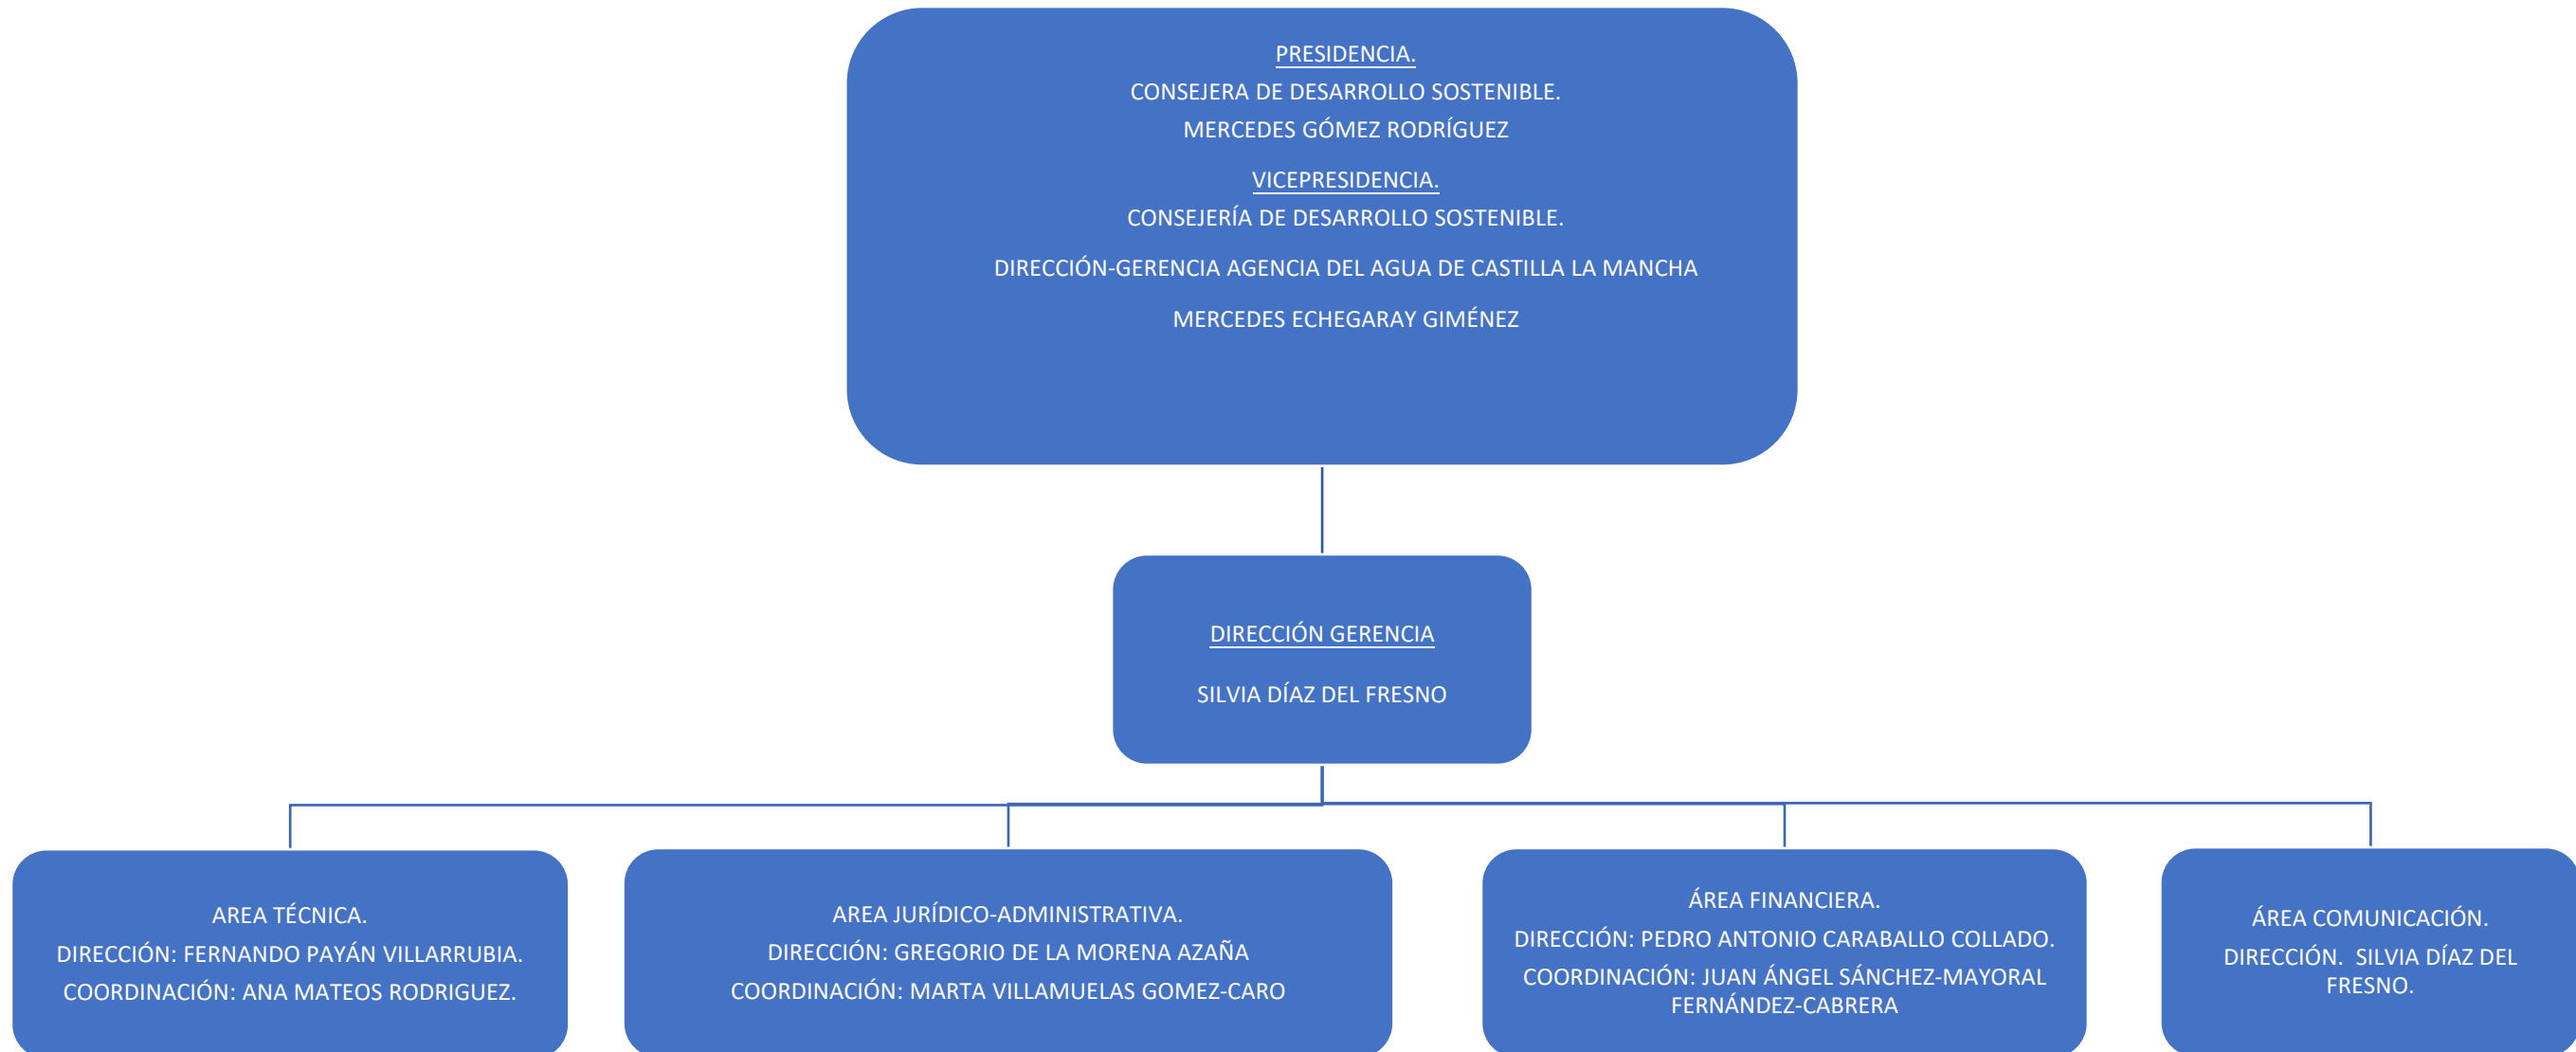 PRESIDENCIA.
CONSEJERA DE DESARROLLO SOSTENIBLE.
MERCEDES GÓMEZ RODRÍGUEZ
VICEPRESIDENCIA.
CONSEJERÍA DE DESARROLLO SOSTENIBLE.
DIRECCIÓN-GERENCIA AGENCIA DEL AGUA DE CASTILLA LA MANCHA
MERCEDES ECHEGARAY GIMÉNEZ
DIRECCIÓN GERENCIA
SILVIA DÍAZ DEL FRESNO
AREA TÉCNICA.
DIRECCIÓN: FERNANDO PAYÁN VILLARRUBIA.
COORDINACIÓN: ANA MATEOS RODRIGUEZ.
AREA JURÍDICO-ADMINISTRATIVA.
DIRECCIÓN: GREGORIO DE LA MORENA AZAÑA
COORDINACIÓN: MARTA VILLAMUELAS GOMEZ-CARO
ÁREA FINANCIERA.
DIRECCIÓN: PEDRO ANTONIO CARABALLO COLLADO.
COORDINACIÓN: JUAN ÁNGEL SÁNCHEZ-MAYORAL
FERNÁNDEZ-CABRERA
ÁREA COMUNICACIÓN.
DIRECCIÓN.  SILVIA DÍAZ DEL
FRESNO.